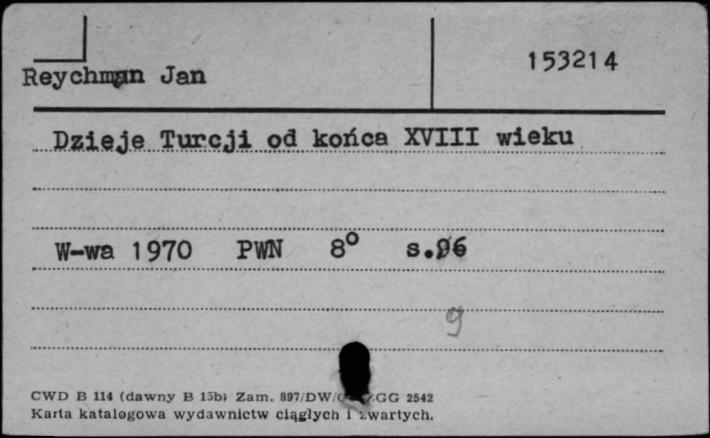 153214
Reychman Jan
Dzieje Turcji od końca XVIII wieku
W-wa 1970 PWN 8° s.96
9
CWD B 114 (dawny B 15b) Zam. 897/DW/ GG 2542
Karta katalogowa wydawnictw ciągłych i zwartych.